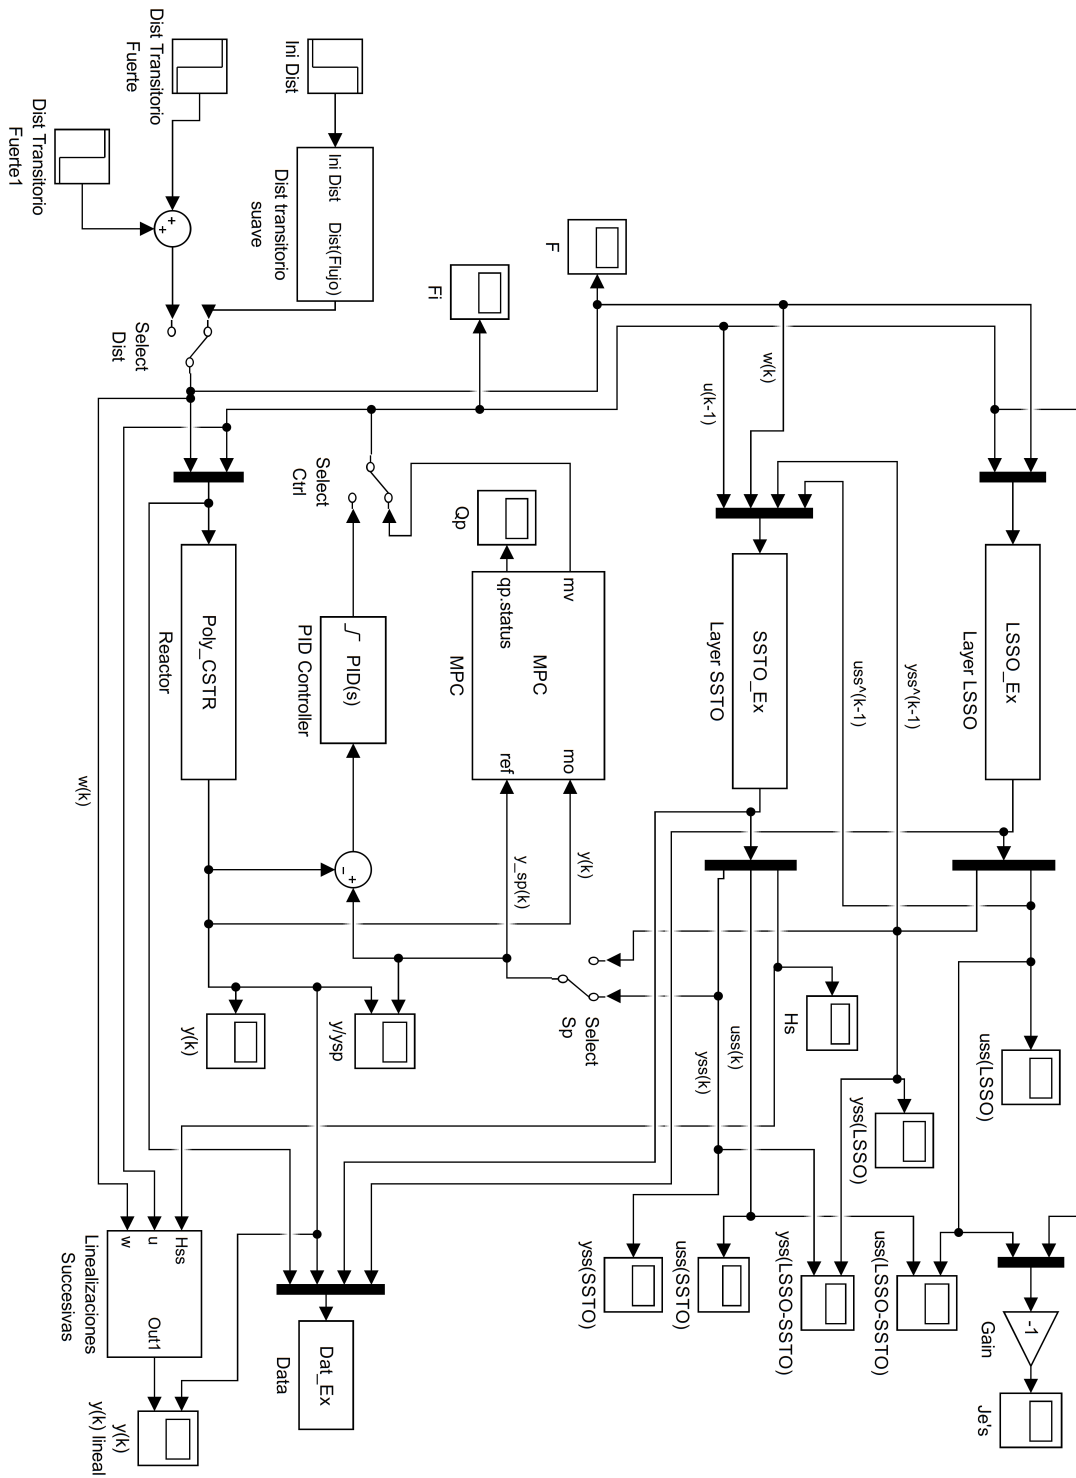 Ini Dist
Dist Transitorio
Fuerte
Dist Transitorio
Fuerte1
Ini Dist
Dist(Flujo)
Dist transitorio
suave
+
+
Select
Dist
F
Fi
w(k)
u(k-1)
Select
Ctrl
Qp
mv
qp.status
MPC
mo
ref
MPC
PID(s)
PID Controller
Poly_CSTR
Reactor
SSTO_Ex
Layer SSTO
LSSO_Ex
Layer LSSO
yss^(k-1)
uss^(k-1)
w(k)
+
−
y(k)
y_sp(k)
Select
Sp
y/ysp
y(k)
Hs
uss(k)
yss(k)
uss(LSSO)
yss(LSSO)
uss(LSSO-SSTO)
yss(LSSO-SSTO)
uss(SSTO)
yss(SSTO)
-1
Gain
Je's
Dat_Ex
Data
Hss
u
w
Out1
Linealizaciones
Succesivas
y(k)
y(k) lineal